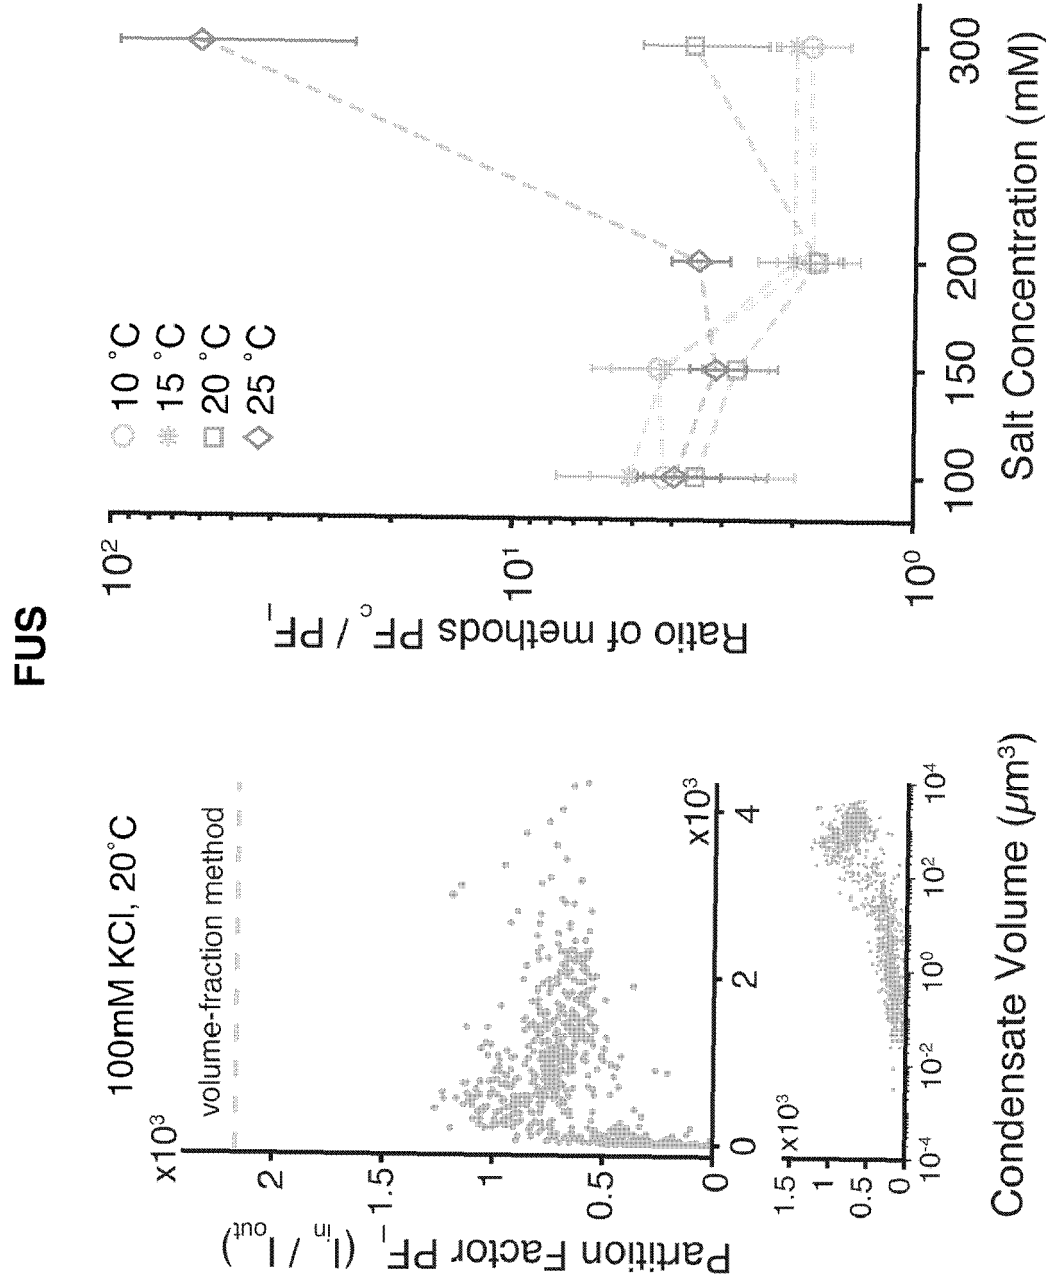 FUS
100mM KCl, 20°C
x10³
volume-fraction method
2
1.5
1
0.5
0
Partition Factor PF_I (I_in / I_out)
0
2
4
x10³
x10³
1.5
1
0.5
0
10⁻⁴
10⁻²
10⁰
10²
10⁴
Condensate Volume (μm³)
10 °C
15 °C
20 °C
25 °C
10²
10¹
10⁰
Ratio of methods PF_c / PF_I
100
150
200
300
Salt Concentration (mM)